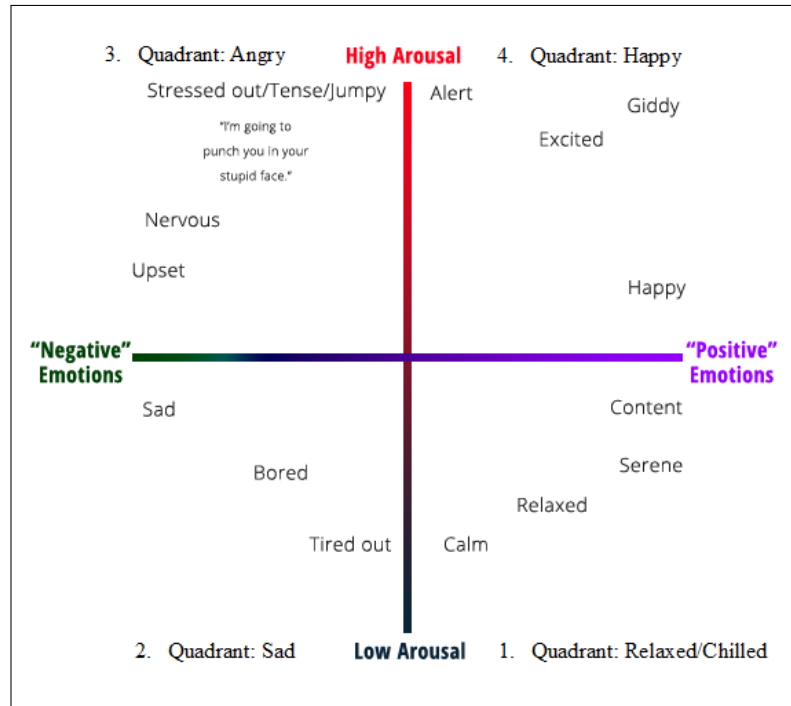 3. Quadrant: Angry
High Arousal
4. Quadrant: Happy
Stressed out/Tense/Jumpy
Alert
Giddy
"I'm going to
punch you in your
stupid face."
Excited
Nervous
Upset
Happy
“Negative”
Emotions
“Positive”
Emotions
Sad
Content
Bored
Serene
Relaxed
Tired out
Calm
2. Quadrant: Sad
Low Arousal
1. Quadrant: Relaxed/Chilled